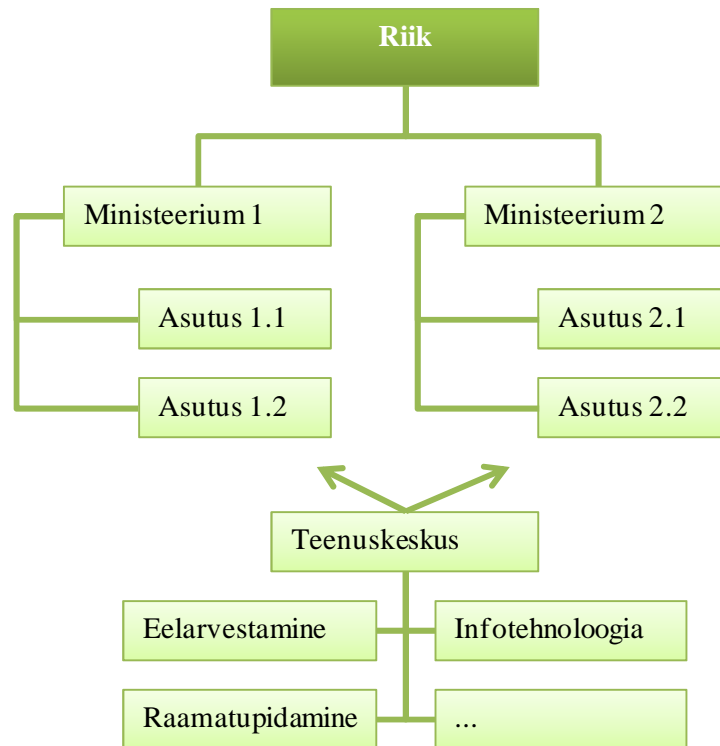 Riik
Ministeerium 1
Ministeerium 2
Asutus 1.1
Asutus 2.1
Asutus 1.2
Asutus 2.2
Teenuskeskus
Eelarvestamine
Infotehnoloogia
Raamatupidamine
...